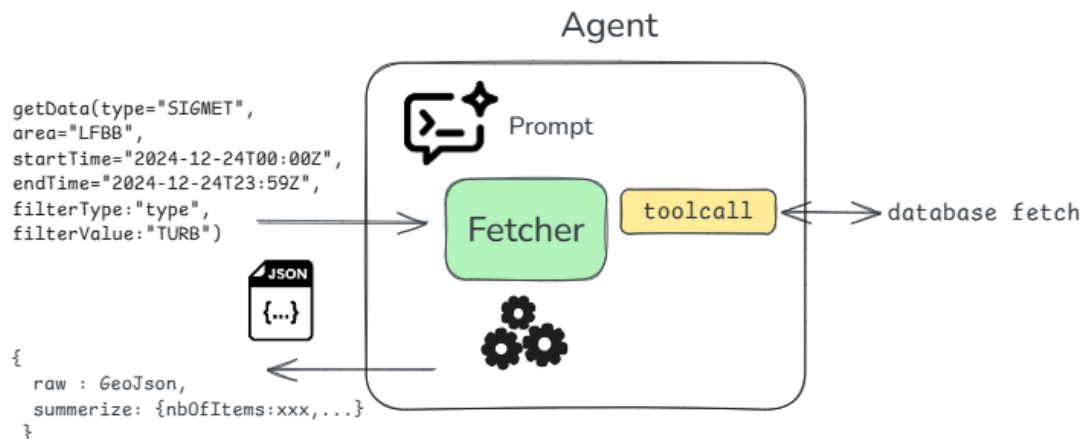 Agent
getData(type="SIGMET",
area="LFBB",
startTime="2024-12-24T00:00Z",
endTime="2024-12-24T23:59Z",
filterType:"type",
filterValue:"TURB")
Prompt
Fetcher
toolcall
database fetch
JSON
{...}
{
raw : GeoJson,
summerize: {nbOfItems:xxx,...}
}